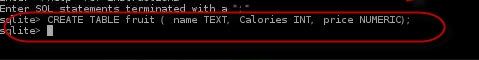 Enter SQL statements terminated with a ";"
sqlite> CREATE TABLE fruit ( name TEXT, Calories INT, price NUMERIC);
sqlite>